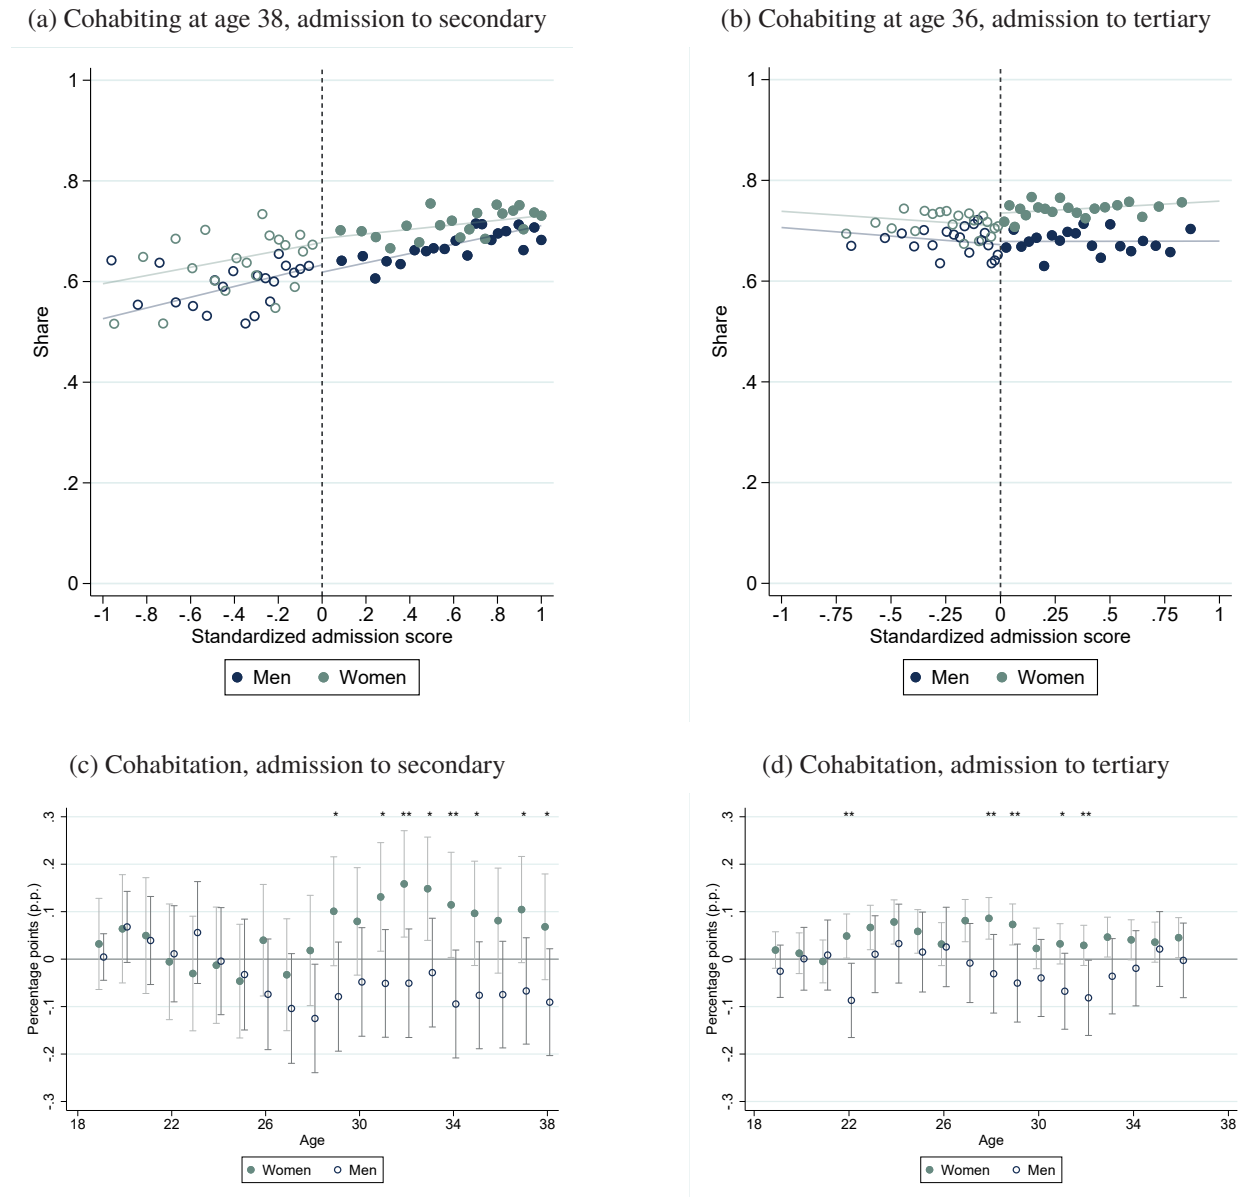 (a) Cohabiting at age 38, admission to secondary
1
.8
.6
.4
.2
0
Share
-1 -.8 -.6 -.4 -.2 0 .2 .4 .6 .8 1
Standardized admission score
Men Women
(b) Cohabiting at age 36, admission to tertiary
1
.8
.6
.4
.2
0
Share
-1 -.75 -.5 -.25 0 .25 .5 .75 1
Standardized admission score
Men Women
(c) Cohabitation, admission to secondary
* * ** * ** * * *
.3
.2
.1
0
-.1
-.2
-.3
Percentage points (p.p.)
18 22 26 30 34 38
Age
Women Men
(d) Cohabitation, admission to tertiary
** ** ** * **
.3
.2
.1
0
-.1
-.2
-.3
Percentage points (p.p.)
18 22 26 30 34 38
Age
Women Men